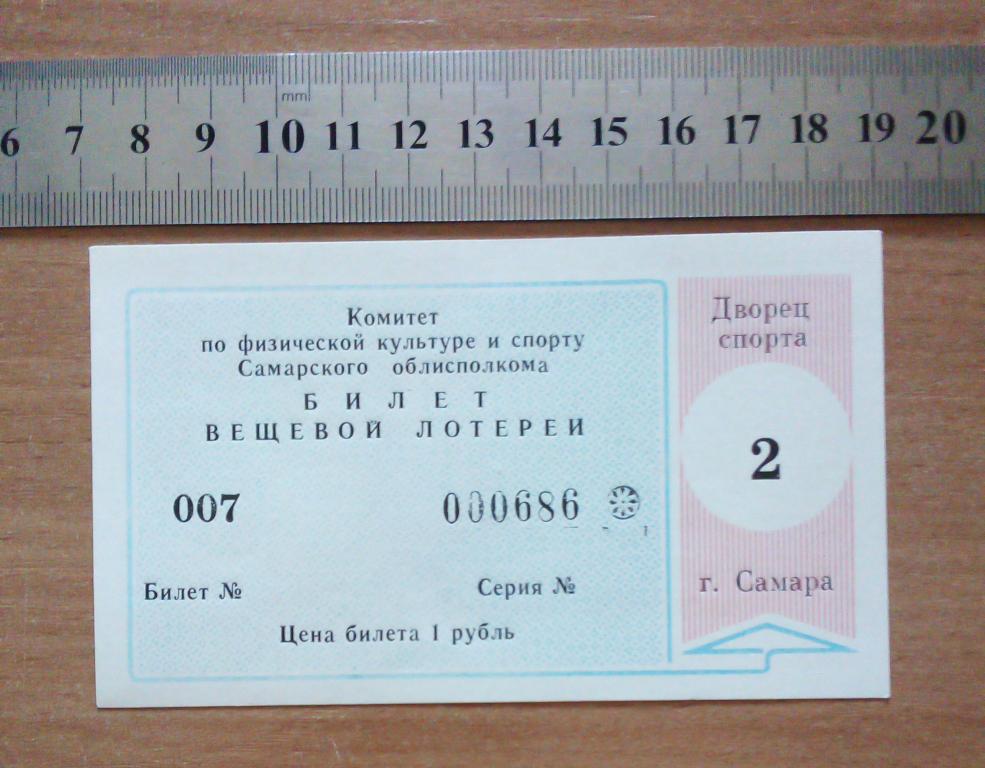 6 7 8 9 10 11 12 13 14 15 16 17 18 19 20
mm
Комитет
по физической культуре и спорту
Самарского облисполкома
БИЛЕТ
ВЕЩЕВОЙ ЛОТЕРЕИ
007 000686
Билет № Серия №
Цена билета 1 рубль
Дворец
спорта
2
г. Самара